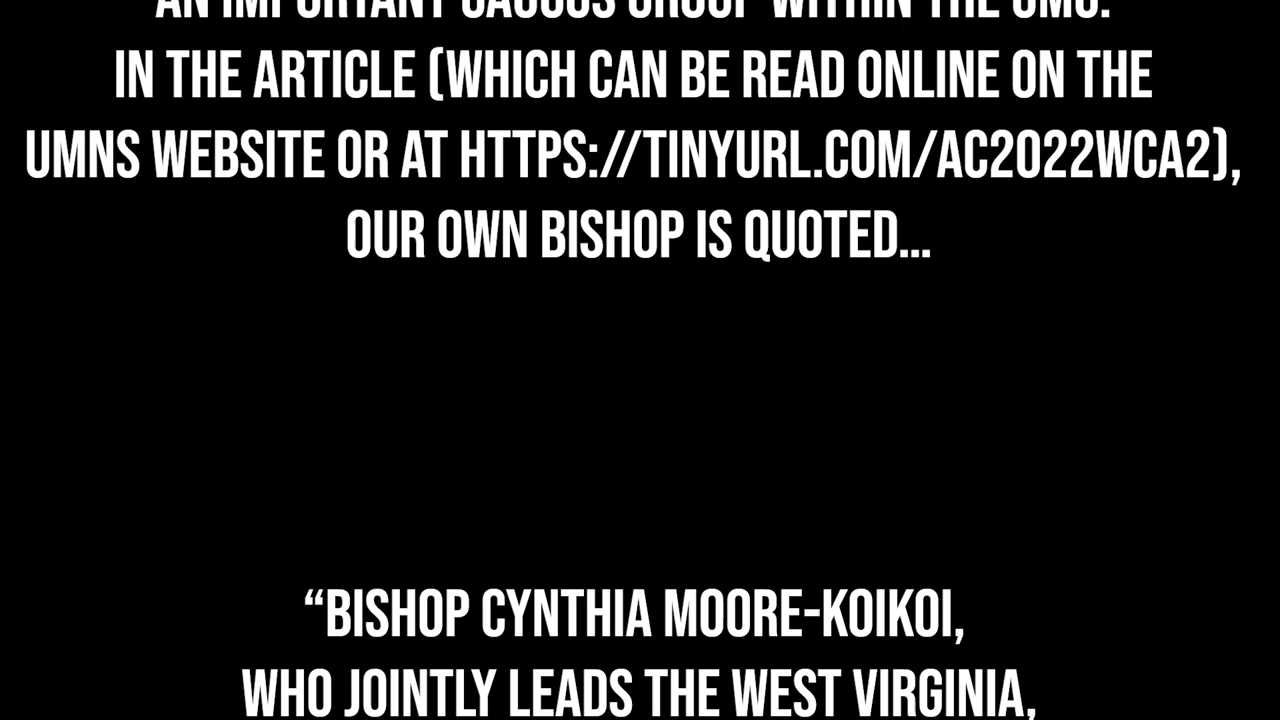 AN IMPORTANT CAUCUS GROUP WITHIN THE UMC.
IN THE ARTICLE (WHICH CAN BE READ ONLINE ON THE
UMNS WEBSITE OR AT HTTPS://TINYURL.COM/AC2022WCA2),
OUR OWN BISHOP IS QUOTED...
“BISHOP CYNTHIA MOORE-KOIKOI,
WHO JOINTLY LEADS THE WEST VIRGINIA,